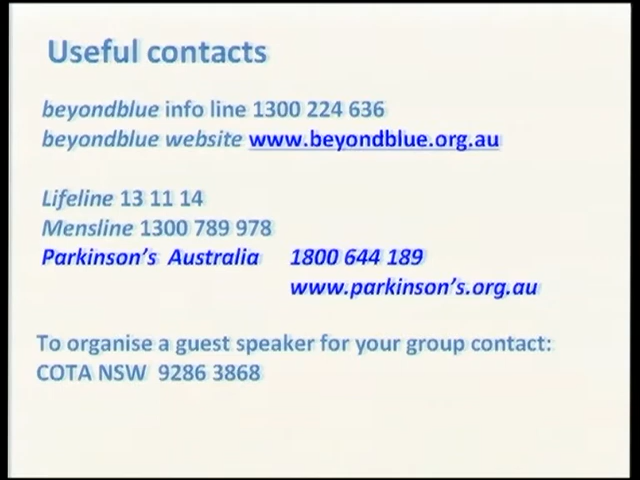 Useful contacts
beyondblue info line 1300 224 636
beyondblue website www.beyondblue.org.au
Lifeline 13 11 14
Mensline 1300 789 978
Parkinson's Australia 1800 644 189
www.parkinson's.org.au
To organise a guest speaker for your group contact:
COTA NSW 9286 3868